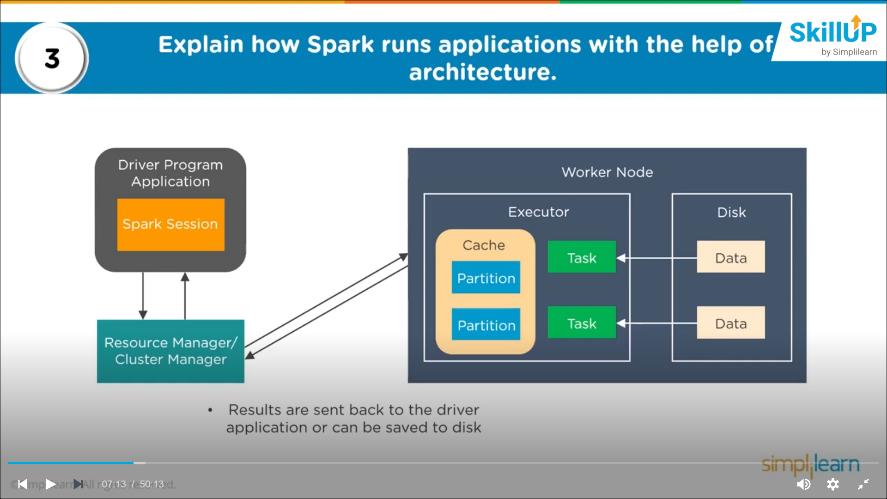 3
Explain how Spark runs applications with the help of
architecture.
SkillUP
by Simplilearn
Driver Program
Application
Spark Session
Resource Manager/
Cluster Manager
Worker Node
Executor
Disk
Cache
Partition
Partition
Task
Task
Data
Data
• Results are sent back to the driver
application or can be saved to disk
simplilearn
07:13 / 50:13